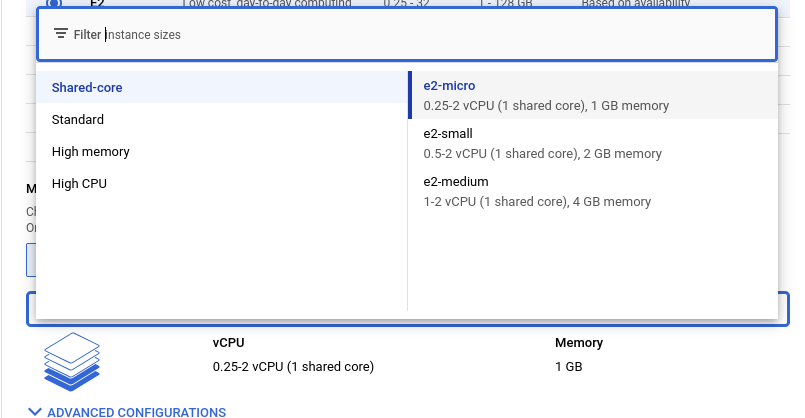 E2 Low cost, day-to-day computing 0.25 - 32 1 - 128 GB Based on availability
Filter instance sizes
Shared-core
Standard
High memory
High CPU
e2-micro
0.25-2 vCPU (1 shared core), 1 GB memory
e2-small
0.5-2 vCPU (1 shared core), 2 GB memory
e2-medium
1-2 vCPU (1 shared core), 4 GB memory
vCPU
0.25-2 vCPU (1 shared core)
Memory
1 GB
ADVANCED CONFIGURATIONS